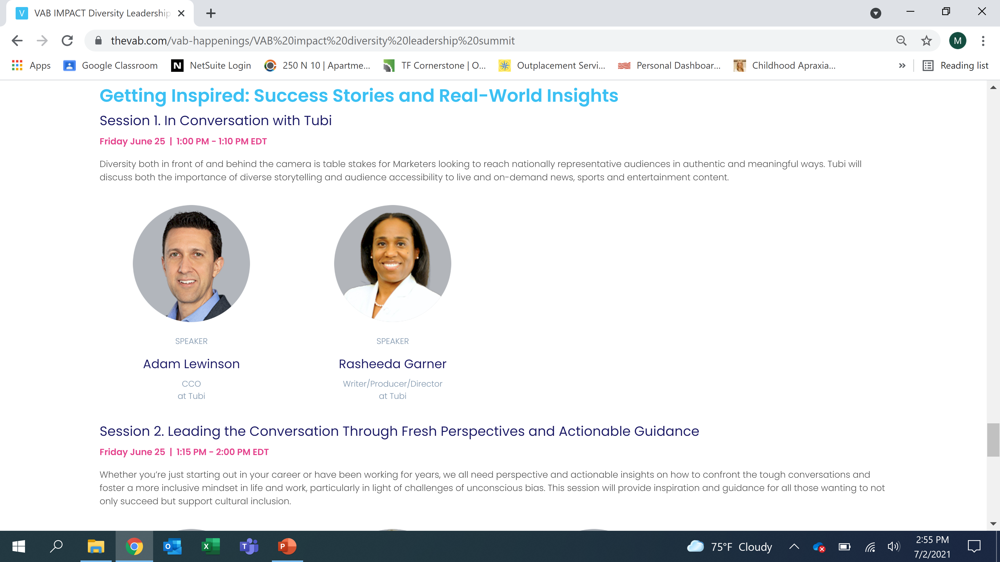 V VAB IMPACT Diversity Leadership
thevab.com/vab-happenings/VAB%20impact%20diversity%20leadership%20summit
M
Apps Google Classroom N NetSuite Login 250 N 10 | Apartme... TF Cornerstone | O... Outplacement Servi... Personal Dashboar... Childhood Apraxia... » Reading list
Getting Inspired: Success Stories and Real-World Insights
Session 1. In Conversation with Tubi
Friday June 25 | 1:00 PM - 1:10 PM EDT
Diversity both in front of and behind the camera is table stakes for Marketers looking to reach nationally representative audiences in authentic and meaningful ways. Tubi will
discuss both the importance of diverse storytelling and audience accessibility to live and on-demand news, sports and entertainment content.
SPEAKER SPEAKER
Adam Lewinson Rasheeda Garner
CCO Writer/Producer/Director
at Tubi at Tubi
Session 2. Leading the Conversation Through Fresh Perspectives and Actionable Guidance
Friday June 25 | 1:15 PM - 2:00 PM EDT
Whether you're just starting out in your career or have been working for years, we all need perspective and actionable insights on how to confront the tough conversations and
foster a more inclusive mindset in life and work, particularly in light of challenges of unconscious bias. This session will provide inspiration and guidance for all those wanting to not
only succeed but support cultural inclusion.
O X T P 75°F Cloudy 2:55 PM
7/2/2021